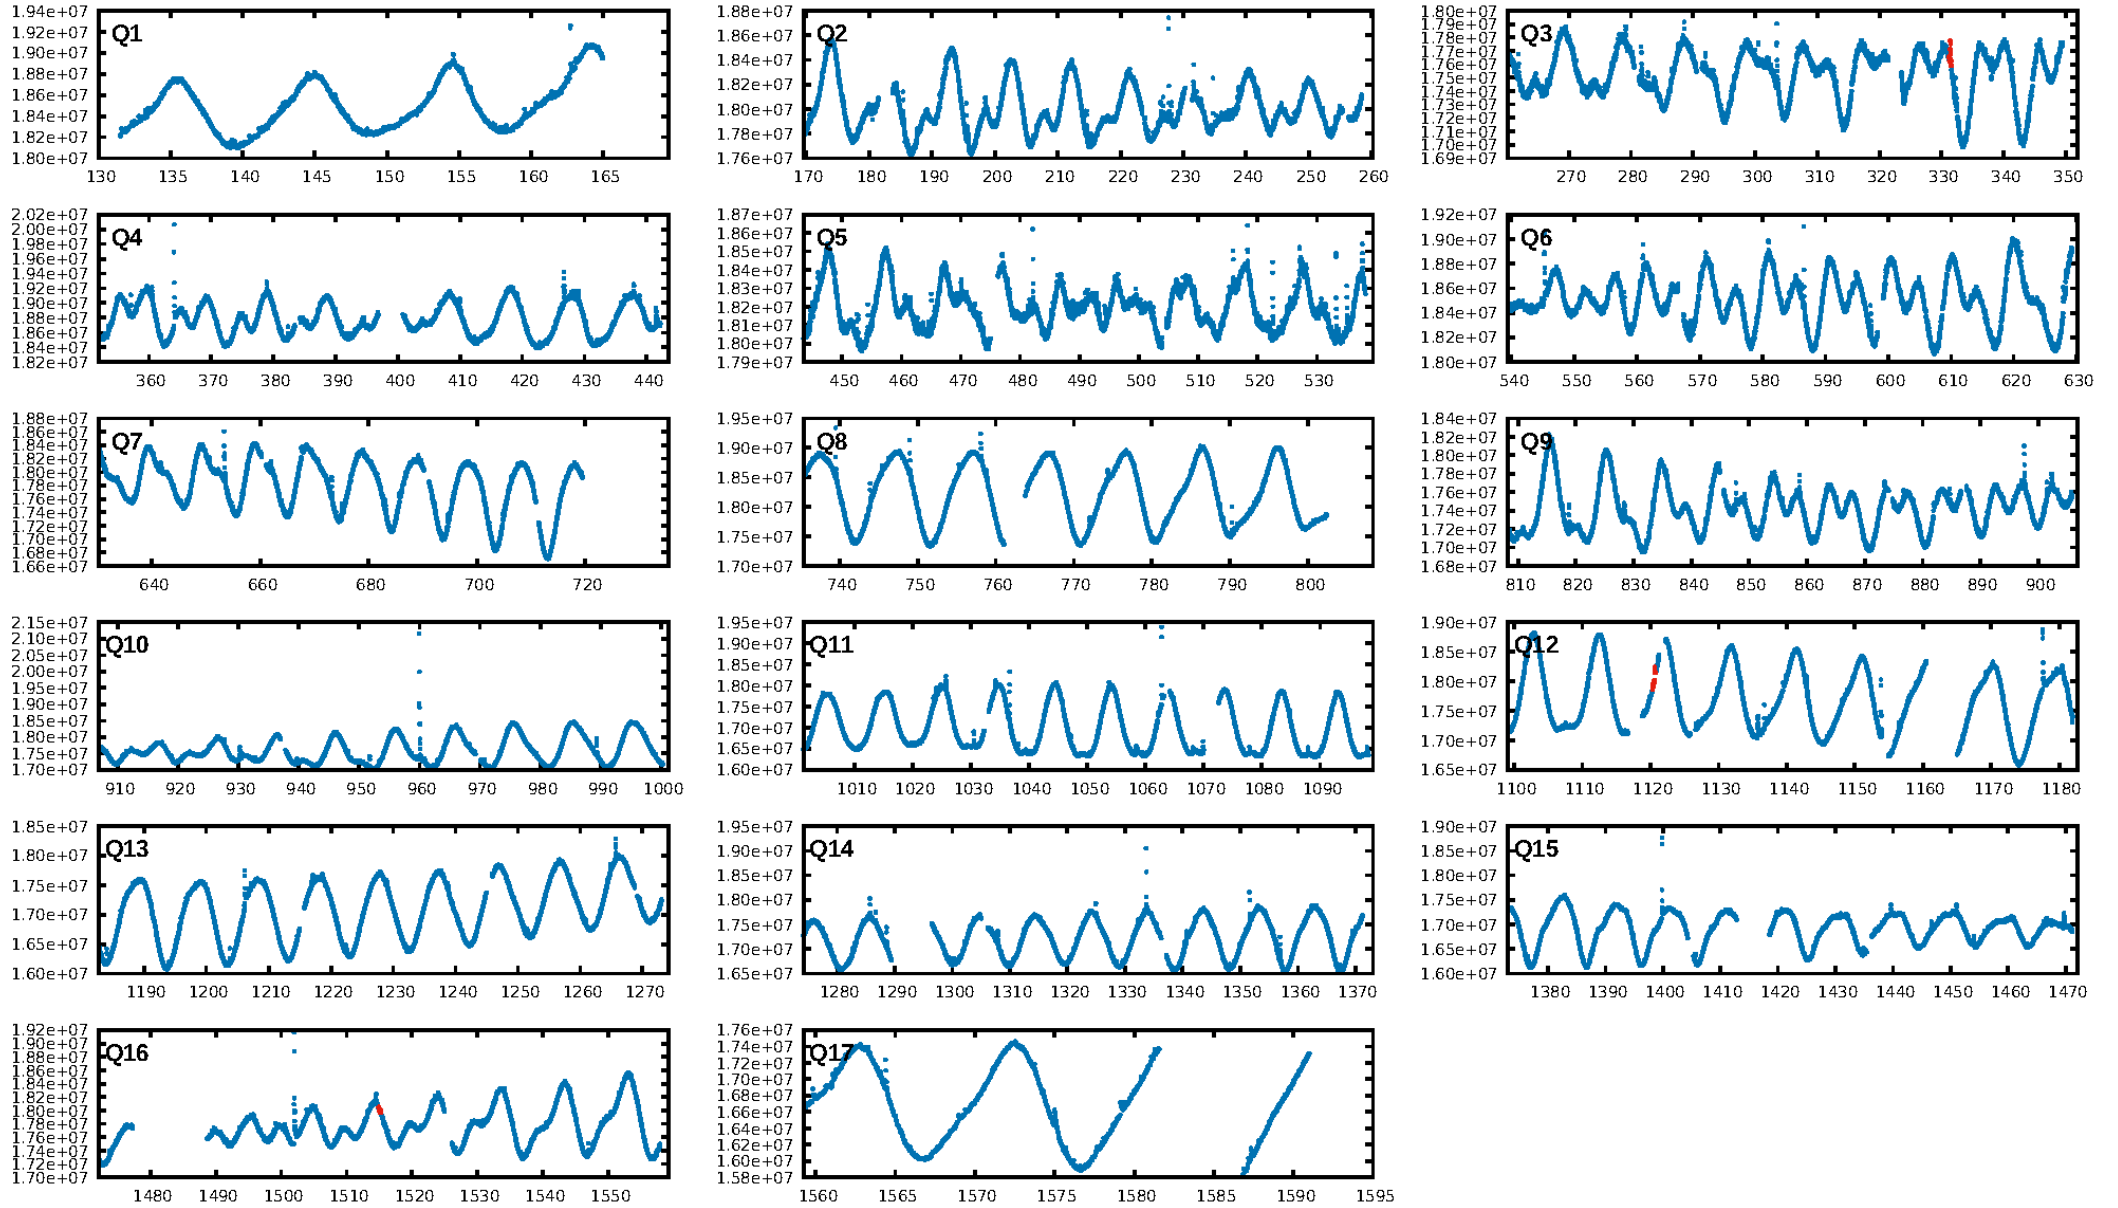 1.94e+07
1.92e+07
1.90e+07
1.88e+07
1.86e+07
1.84e+07
1.82e+07
1.80e+07
Q1
130 135 140 145 150 155 160 165
1.88e+07
1.86e+07
1.84e+07
1.82e+07
1.80e+07
1.78e+07
1.76e+07
Q2
170 180 190 200 210 220 230 240 250 260
1.80e+07
1.79e+07
1.78e+07
1.77e+07
1.76e+07
1.75e+07
1.74e+07
1.73e+07
1.72e+07
1.71e+07
1.70e+07
1.69e+07
Q3
270 280 290 300 310 320 330 340 350
2.02e+07
2.00e+07
1.98e+07
1.96e+07
1.94e+07
1.92e+07
1.90e+07
1.88e+07
1.86e+07
1.84e+07
1.82e+07
Q4
360 370 380 390 400 410 420 430 440
1.87e+07
1.86e+07
1.85e+07
1.84e+07
1.83e+07
1.82e+07
1.81e+07
1.80e+07
1.79e+07
Q5
450 460 470 480 490 500 510 520 530
1.92e+07
1.90e+07
1.88e+07
1.86e+07
1.84e+07
1.82e+07
1.80e+07
Q6
540 550 560 570 580 590 600 610 620 630
1.88e+07
1.86e+07
1.84e+07
1.82e+07
1.80e+07
1.78e+07
1.76e+07
1.74e+07
1.72e+07
1.70e+07
1.68e+07
1.66e+07
Q7
640 660 680 700 720
1.95e+07
1.90e+07
1.85e+07
1.80e+07
1.75e+07
1.70e+07
Q8
740 750 760 770 780 790 800
1.84e+07
1.82e+07
1.80e+07
1.78e+07
1.76e+07
1.74e+07
1.72e+07
1.70e+07
1.68e+07
Q9
810 820 830 840 850 860 870 880 890 900
2.15e+07
2.10e+07
2.05e+07
2.00e+07
1.95e+07
1.90e+07
1.85e+07
1.80e+07
1.75e+07
1.70e+07
Q10
910 920 930 940 950 960 970 980 990 1000
1.95e+07
1.90e+07
1.85e+07
1.80e+07
1.75e+07
1.70e+07
1.65e+07
1.60e+07
Q11
1010 1020 1030 1040 1050 1060 1070 1080 1090
1.90e+07
1.85e+07
1.80e+07
1.75e+07
1.70e+07
1.65e+07
Q12
1100 1110 1120 1130 1140 1150 1160 1170 1180
1.85e+07
1.80e+07
1.75e+07
1.70e+07
1.65e+07
1.60e+07
Q13
1190 1200 1210 1220 1230 1240 1250 1260 1270
1.95e+07
1.90e+07
1.85e+07
1.80e+07
1.75e+07
1.70e+07
1.65e+07
Q14
1280 1290 1300 1310 1320 1330 1340 1350 1360 1370
1.90e+07
1.85e+07
1.80e+07
1.75e+07
1.70e+07
1.65e+07
1.60e+07
Q15
1380 1390 1400 1410 1420 1430 1440 1450 1460 1470
1.92e+07
1.90e+07
1.88e+07
1.86e+07
1.84e+07
1.82e+07
1.80e+07
1.78e+07
1.76e+07
1.74e+07
1.72e+07
1.70e+07
Q16
1480 1490 1500 1510 1520 1530 1540 1550
1.76e+07
1.74e+07
1.72e+07
1.70e+07
1.68e+07
1.66e+07
1.64e+07
1.62e+07
1.60e+07
1.58e+07
Q17
1560 1565 1570 1575 1580 1585 1590 1595